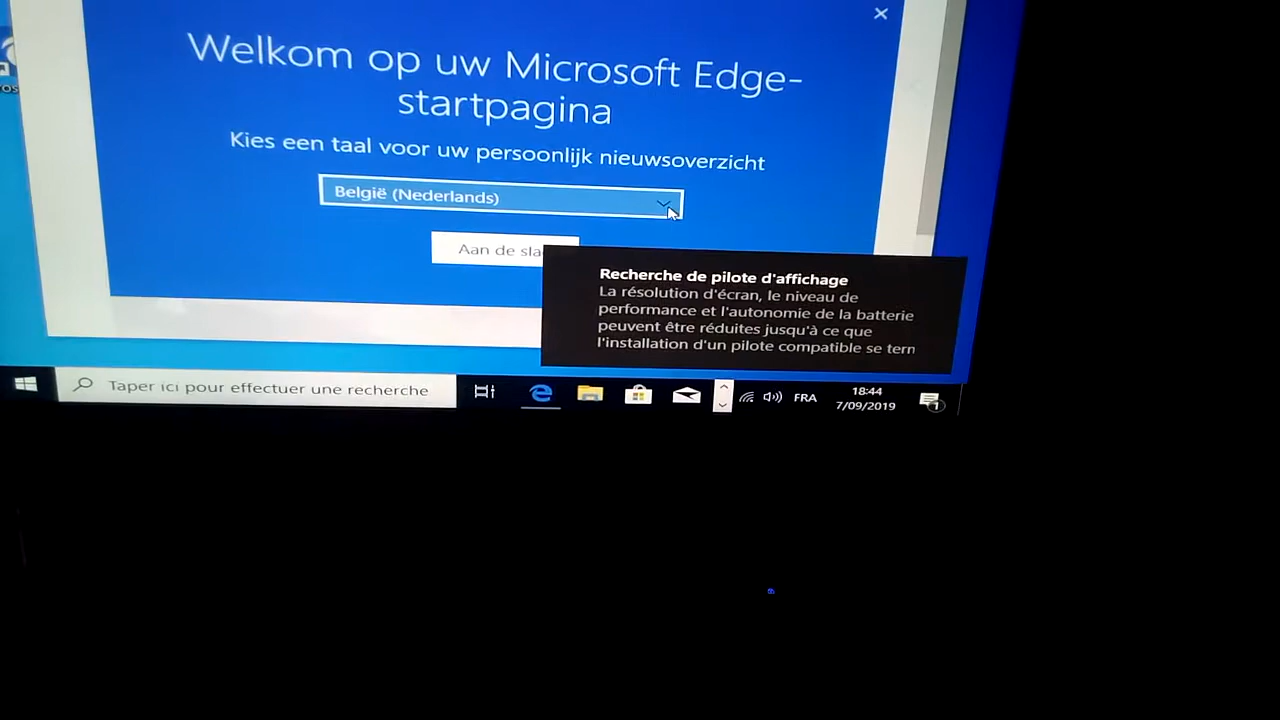 Welkom op uw Microsoft Edge-
startpagina
Kies een taal voor uw persoonlijk nieuwsoverzicht
België (Nederlands)
Aan de sla
Recherche de pilote d'affichage
La résolution d'écran, le niveau de
performance et l'autonomie de la batterie
peuvent être réduites jusqu'à ce que
l'installation d'un pilote compatible se term
Taper ici pour effectuer une recherche
FRA
18:44
7/09/2019
1